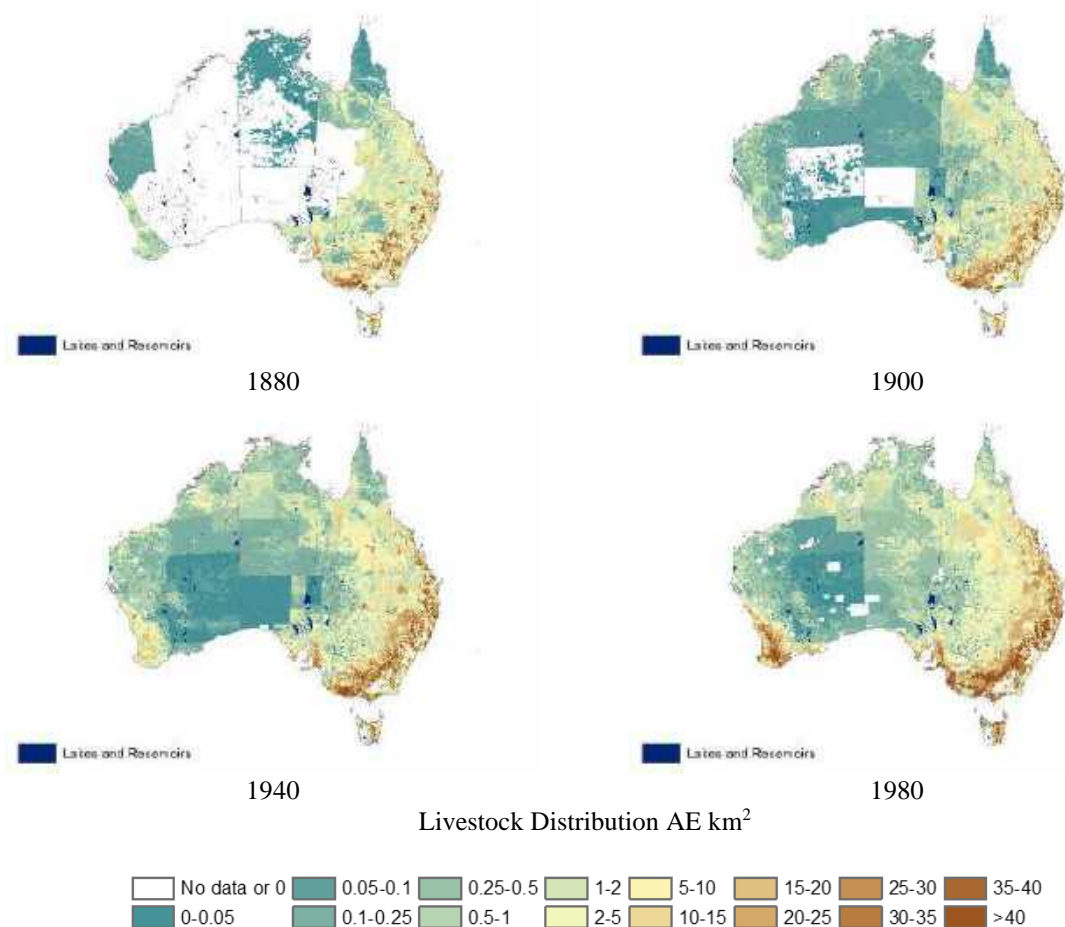 Lakes and Reservoirs
Lakes and Reservoirs
1880
1900
Lakes and Reservoirs
Lakes and Reservoirs
1940
1980
Livestock Distribution AE km²
No data or 0 0.05-0.1 0.25-0.5 1-2 5-10 15-20 25-30 35-40
0-0.05 0.1-0.25 0.5-1 2-5 10-15 20-25 30-35 >40